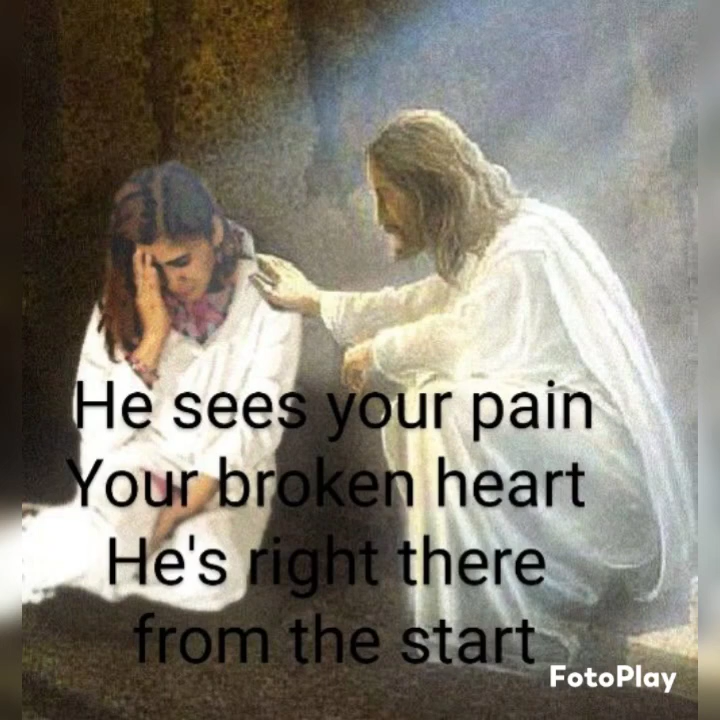 He sees your pain
Your broken heart
He's right there
from the start
FotoPlay